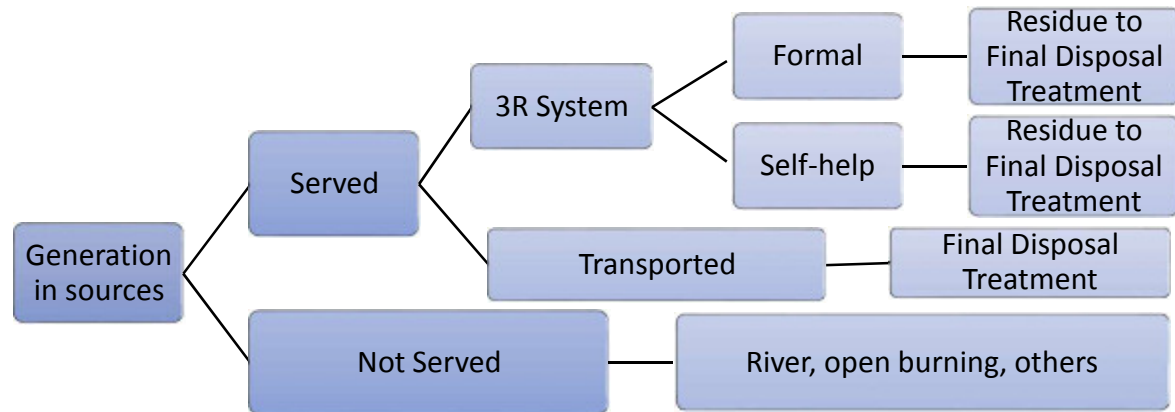 Generation
in sources
Served
3R System
Formal
Residue to
Final Disposal
Treatment
Self-help
Residue to
Final Disposal
Treatment
Transported
Final Disposal
Treatment
Not Served
River, open burning, others